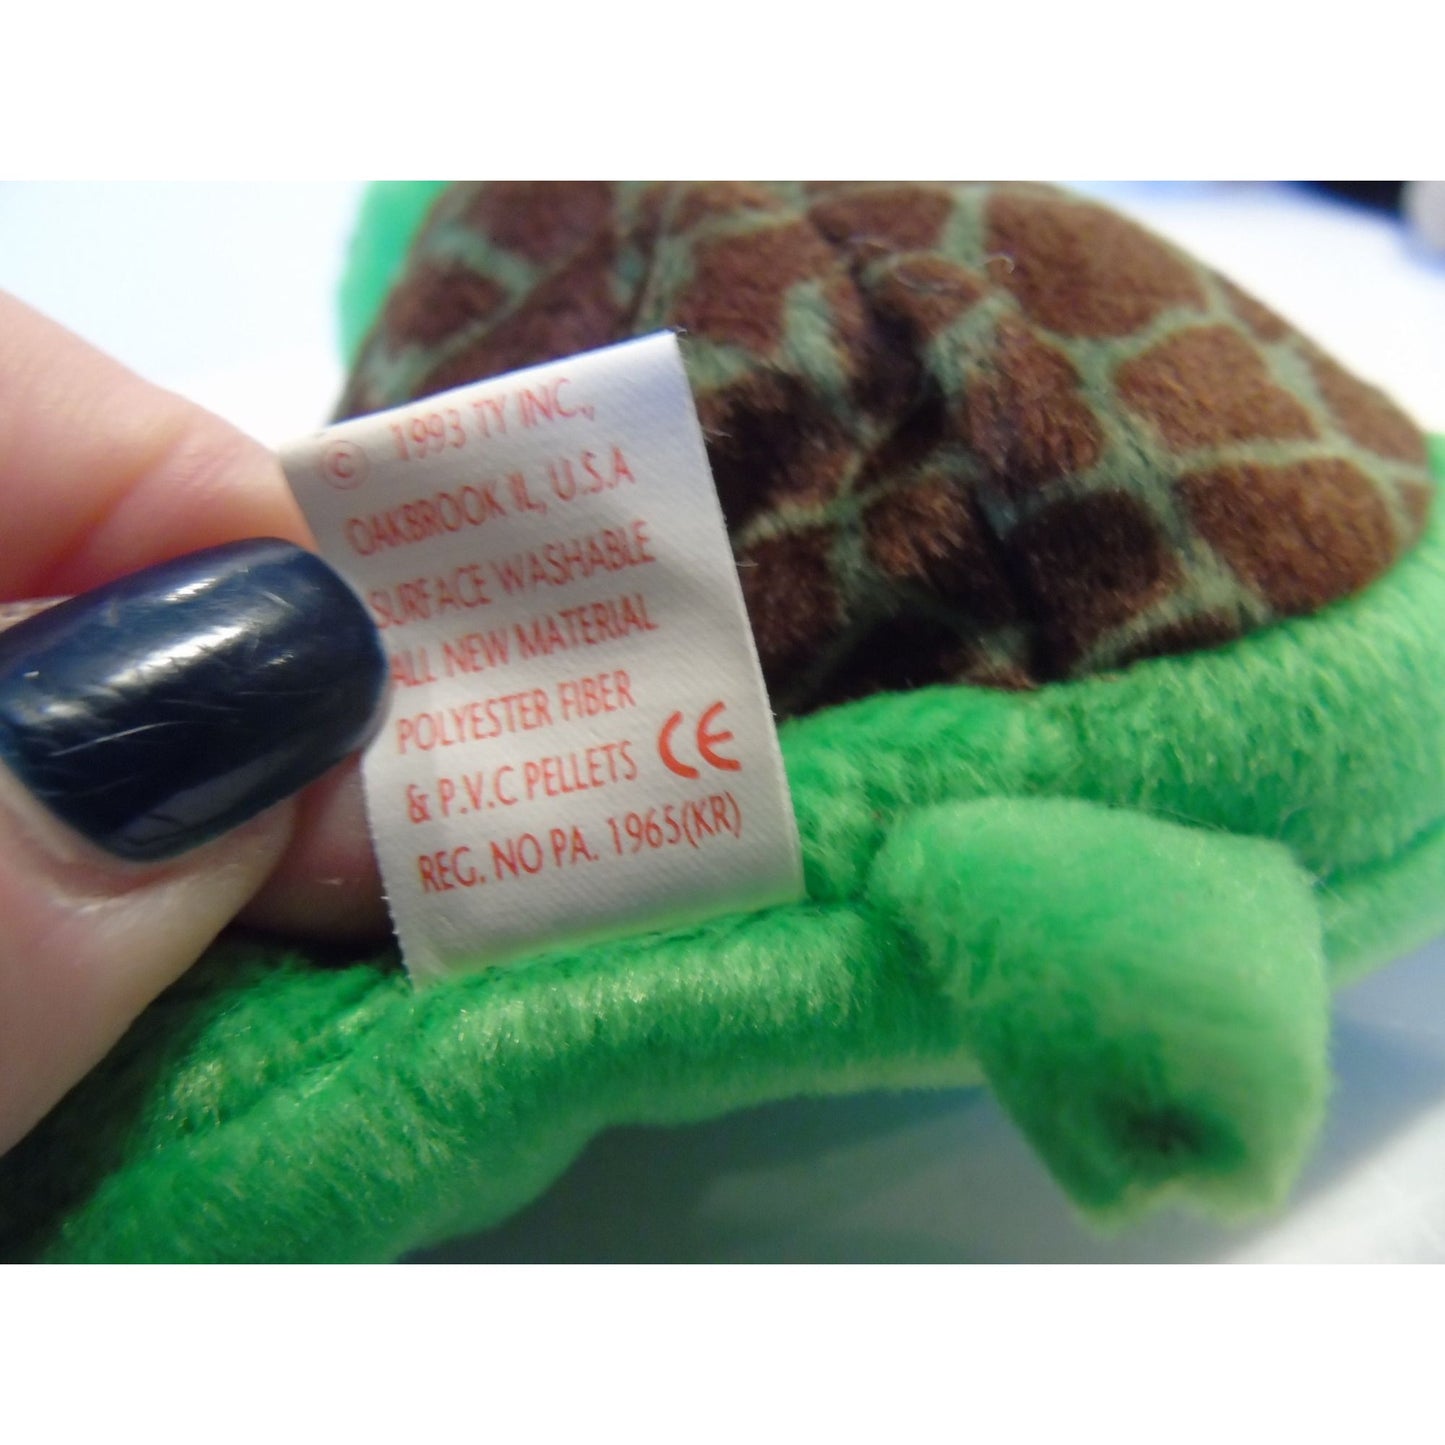 © 1993 TY INC.,
OAKBROOK IL, U.S.A
SURFACE WASHABLE
ALL NEW MATERIAL
POLYESTER FIBER
& P.V.C PELLETS CE
REG. NO PA. 1965(KR)